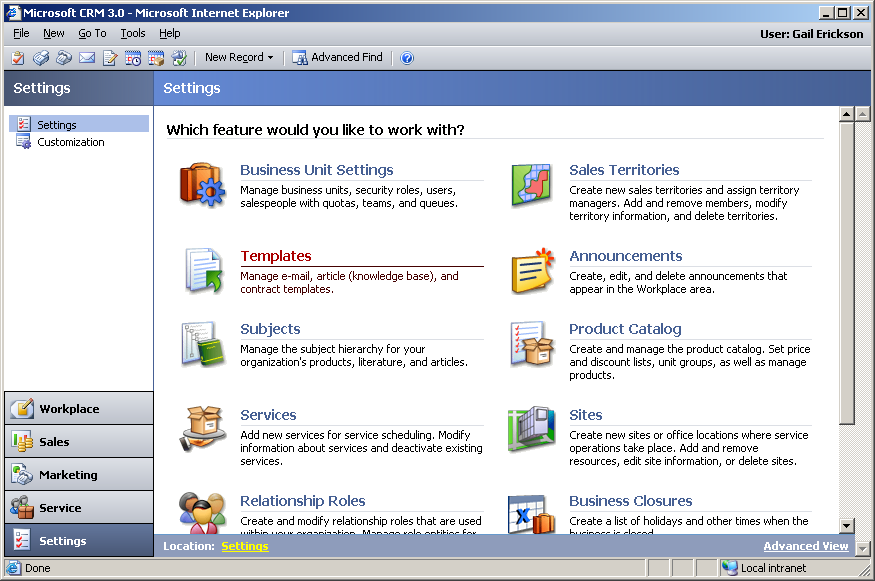 Microsoft CRM 3.0 - Microsoft Internet Explorer
File New Go To Tools Help
User: Gail Erickson
New Record Advanced Find
Settings
Settings
Settings
Customization
Which feature would you like to work with?
Business Unit Settings
Manage business units, security roles, users,
salespeople with quotas, teams, and queues.
Sales Territories
Create new sales territories and assign territory
managers. Add and remove members, modify
territory information, and delete territories.
Templates
Manage e-mail, article (knowledge base), and
contract templates.
Announcements
Create, edit, and delete announcements that
appear in the Workplace area.
Subjects
Manage the subject hierarchy for your
organization's products, literature, and articles.
Product Catalog
Create and manage the product catalog. Set price
and discount lists, unit groups, as well as manage
products.
Services
Add new services for service scheduling. Modify
information about services and deactivate existing
services.
Sites
Create new sites or office locations where service
operations take place. Add and remove
resources, edit site information, or delete sites.
Relationship Roles
Create and modify relationship roles that are used
within your organization. Manage role entities for
Business Closures
Create a list of holidays and other times when the
business is closed.
Workplace
Sales
Marketing
Service
Settings
Location: Settings
Advanced View
Done
Local intranet